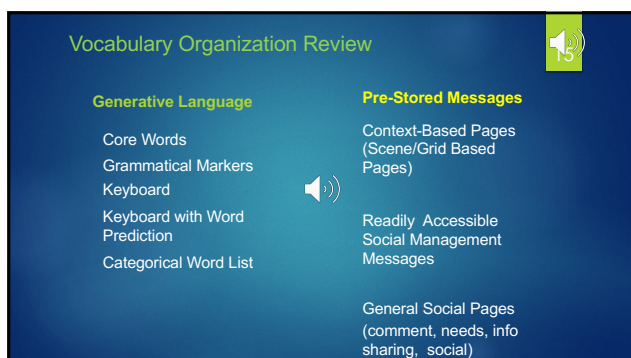 Vocabulary Organization Review
15
Generative Language
Core Words
Grammatical Markers
Keyboard
Keyboard with Word
Prediction
Categorical Word List
Pre-Stored Messages
Context-Based Pages
(Scene/Grid Based
Pages)
Readily Accessible
Social Management
Messages
General Social Pages
(comment, needs, info
sharing, social)